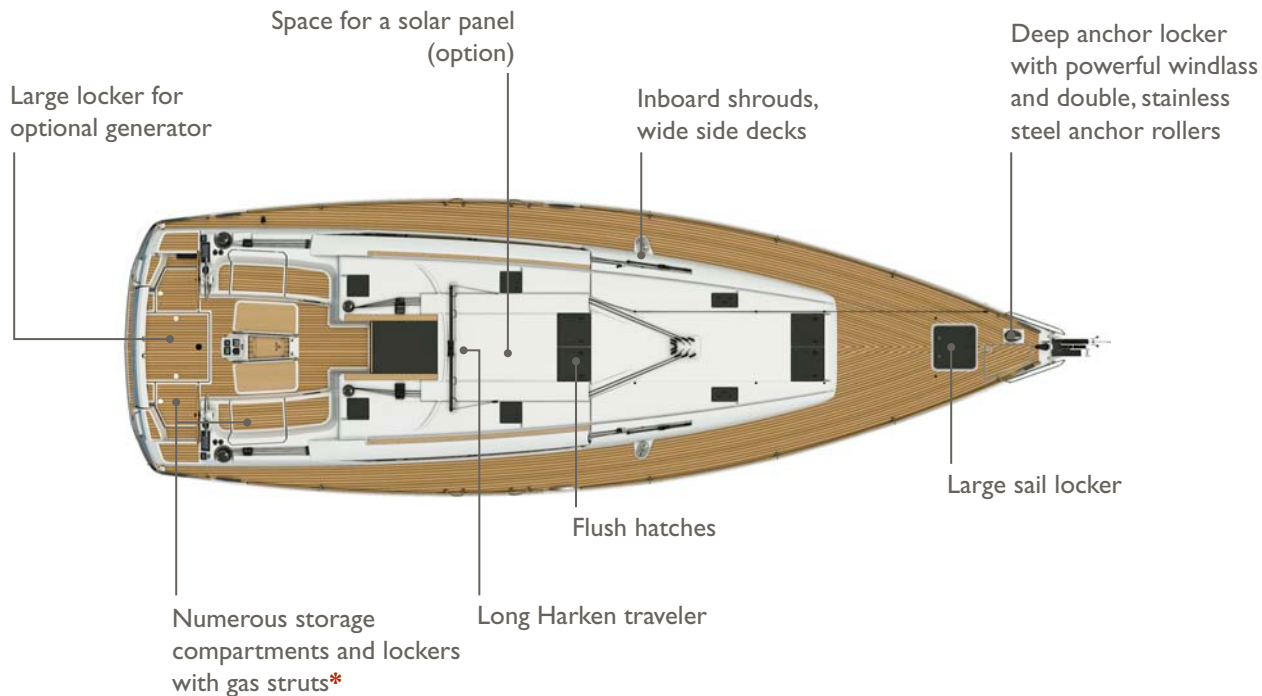 Space for a solar panel
(option)
Deep anchor locker
with powerful windlass
and double, stainless
steel anchor rollers
Large locker for
optional generator
Inboard shrouds,
wide side decks
Large sail locker
Flush hatches
Long Harken traveler
Numerous storage
compartments and lockers
with gas struts*